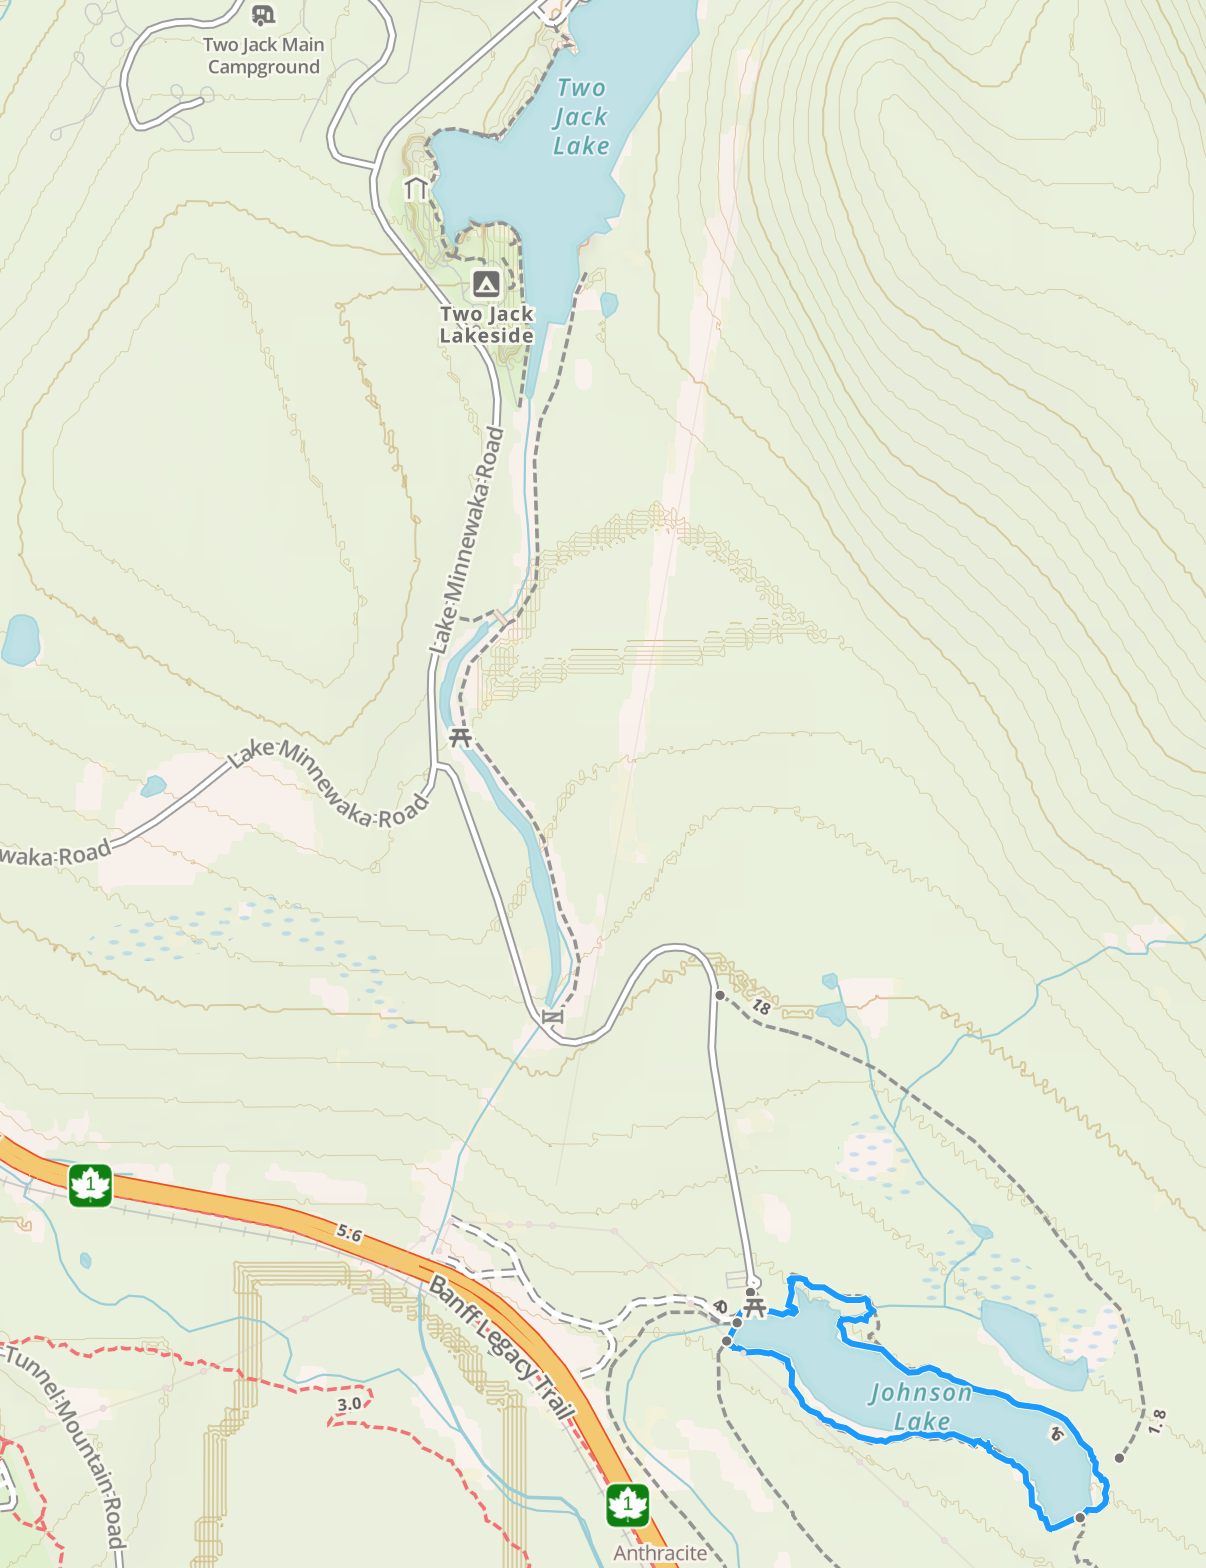 Two Jack Main
Campground
Two
Jack
Lake
Two Jack
Lakeside
Lake Minnewaka Road
Lake Minnewaka Road
waka Road
18
1
5.6
Banff Legacy Trail
Tunnel Mountain Road
3.0
Johnson
Lake
1.8
1
Anthracite